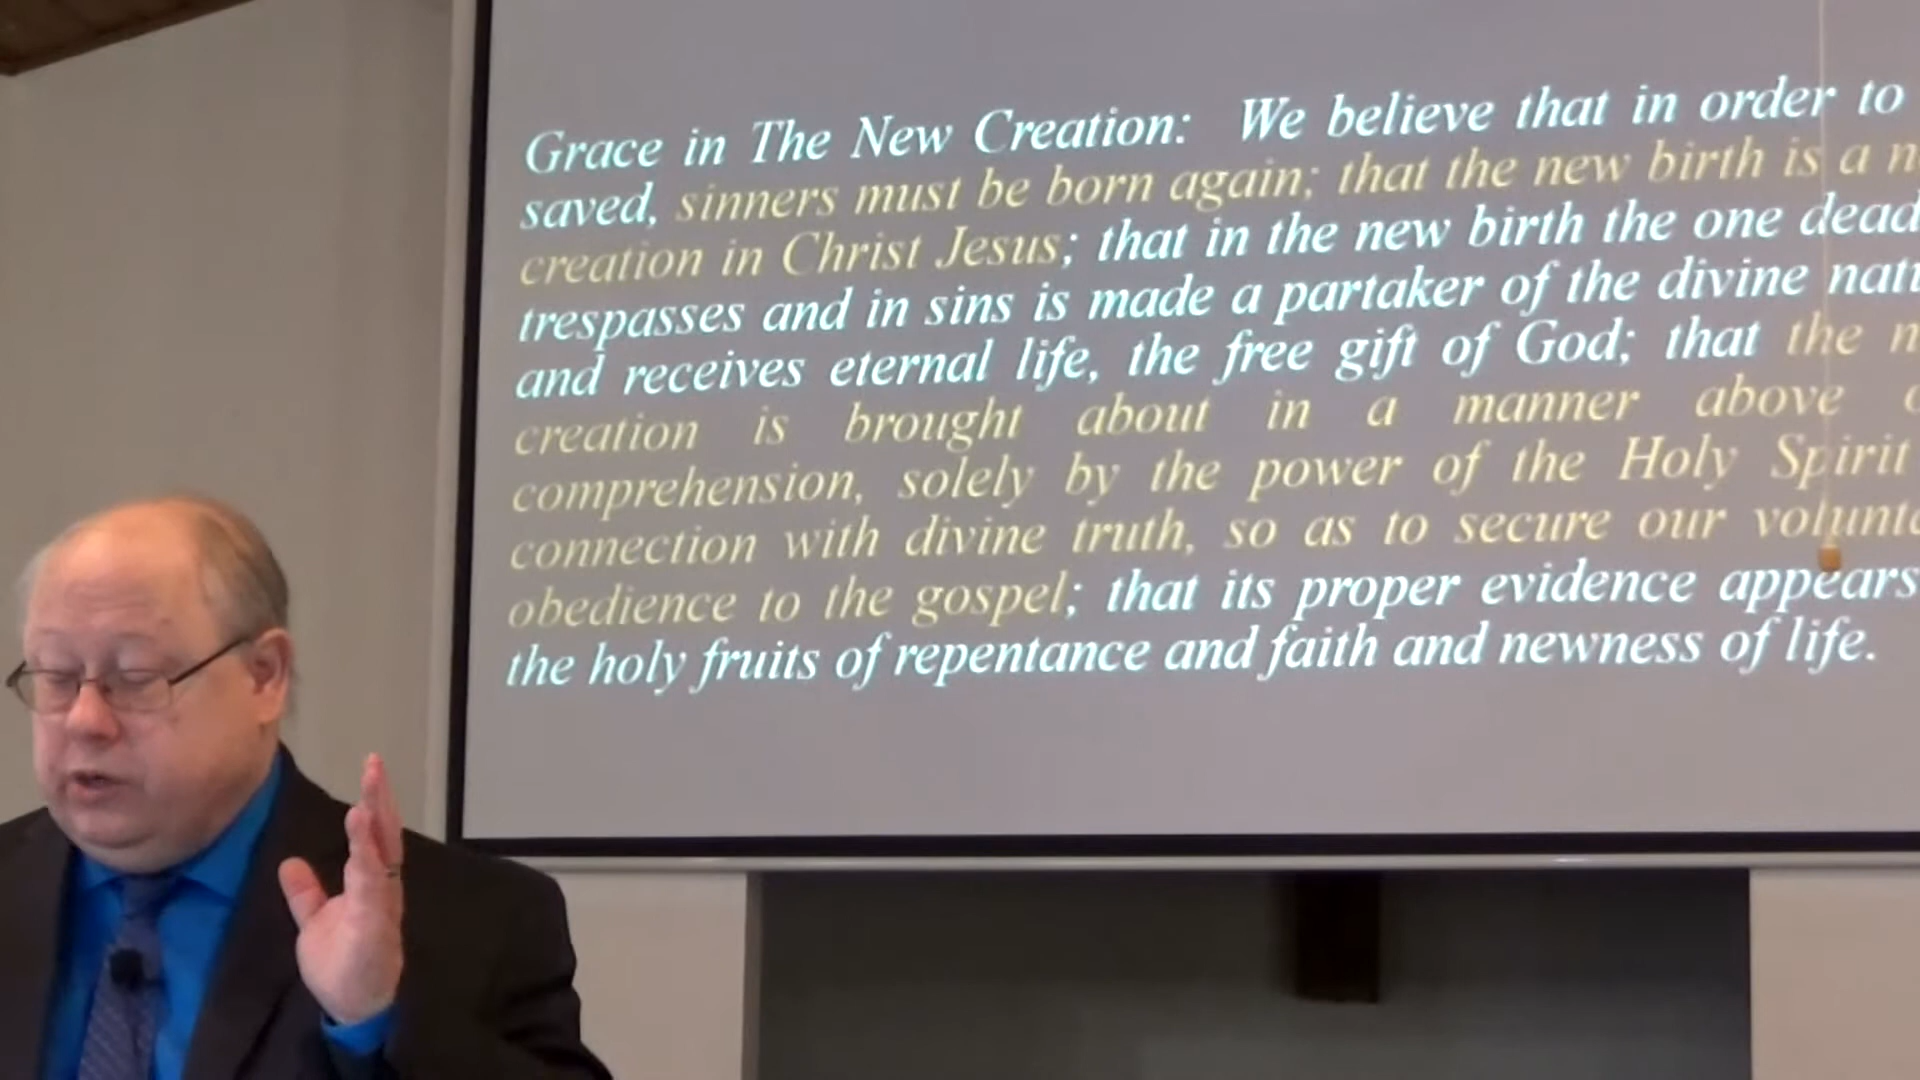 Grace in The New Creation: We believe that in order to
saved, sinners must be born again; that the new birth is a
creation in Christ Jesus; that in the new birth the one dead
trespasses and in sins is made a partaker of the divine
and receives eternal life, the free gift of God; that the
creation is brought about in a manner above
comprehension, solely by the power of the Holy Spirit
connection with divine truth, so as to secure our
obedience to the gospel; that its proper evidence appears
the holy fruits of repentance and faith and newness of life.